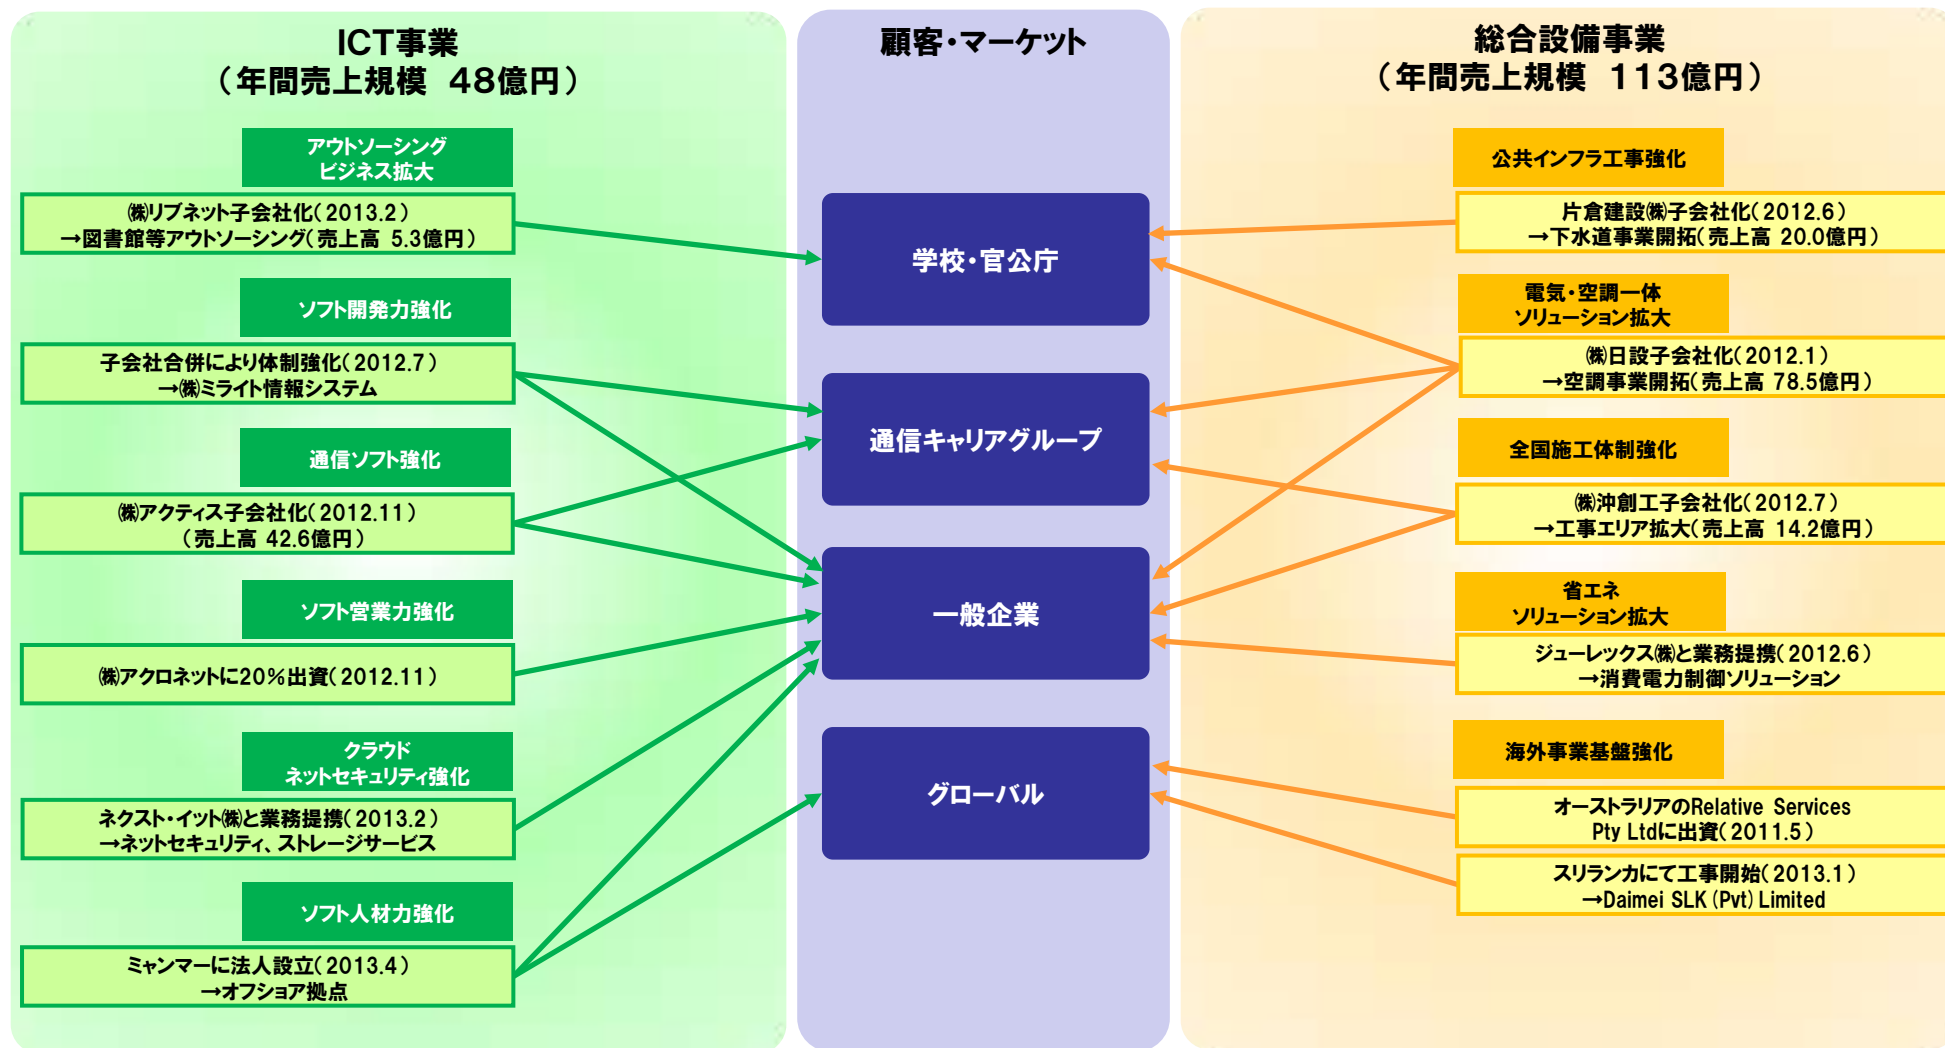 ICT事業
（年間売上規模　48億円）
アウトソーシング
ビジネス拡大
㈱リブネット子会社化（2013.2）
→図書館等アウトソーシング（売上高 5.3億円）
ソフト開発力強化
子会社合併により体制強化（2012.7）
→㈱ミライト情報システム
通信ソフト強化
㈱アクティス子会社化（2012.11）
（売上高 42.6億円）
ソフト営業力強化
㈱アクロネットに20％出資（2012.11）
クラウド
ネットセキュリティ強化
ネクスト・イット㈱と業務提携（2013.2）
→ネットセキュリティ、ストレージサービス
ソフト人材力強化
ミャンマーに法人設立（2013.4）
→オフショア拠点
顧客・マーケット
学校・官公庁
通信キャリアグループ
一般企業
グローバル
総合設備事業
（年間売上規模　113億円）
公共インフラ工事強化
片倉建設㈱子会社化（2012.6）
→下水道事業開拓（売上高 20.0億円）
電気・空調一体
ソリューション拡大
㈱日設子会社化（2012.1）
→空調事業開拓（売上高 78.5億円）
全国施工体制強化
㈱沖創工子会社化（2012.7）
→工事エリア拡大（売上高 14.2億円）
省エネ
ソリューション拡大
ジューレックス㈱と業務提携（2012.6）
→消費電力制御ソリューション
海外事業基盤強化
オーストラリアのRelative Services
Pty Ltdに出資（2011.5）
スリランカにて工事開始（2013.1）
→Daimei SLK (Pvt) Limited